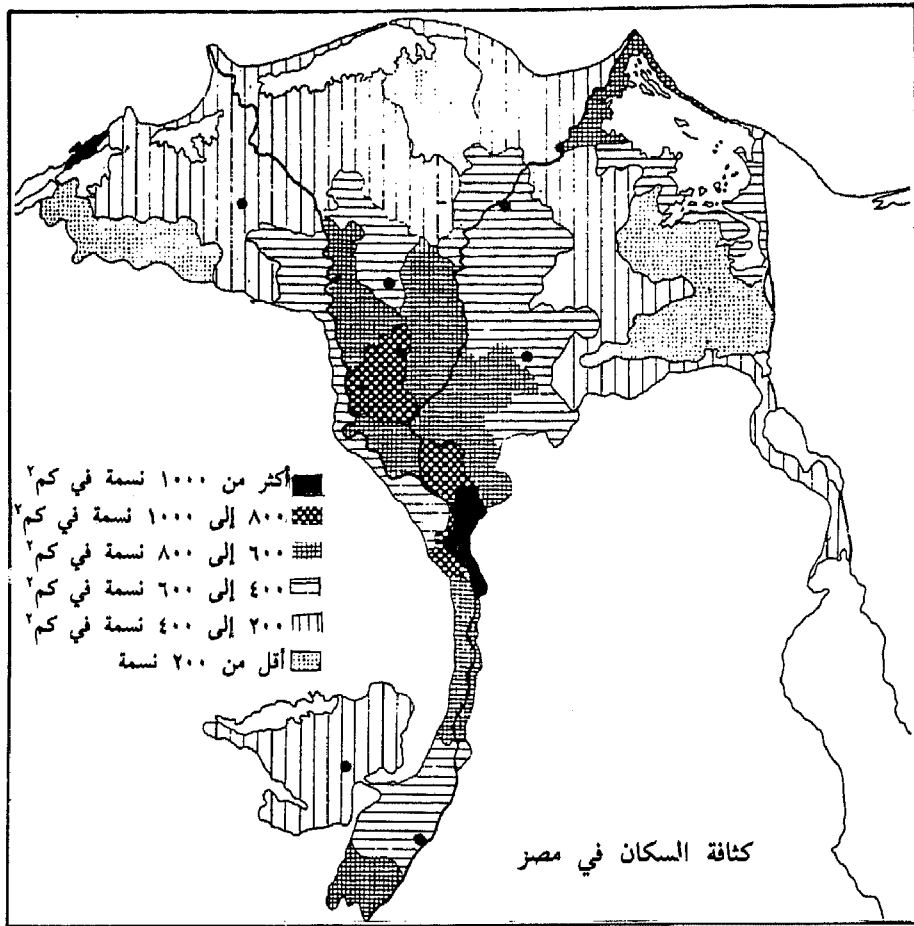 أكثر من ١٠٠٠ نسمة في كم٢
٨٠٠ إلى ١٠٠٠ نسمة في كم٢
٦٠٠ إلى ٨٠٠ نسمة في كم٢
٤٠٠ إلى ٦٠٠ نسمة في كم٢
٢٠٠ إلى ٤٠٠ نسمة في كم٢
أقل من ٢٠٠ نسمة
كثافة السكان في مصر